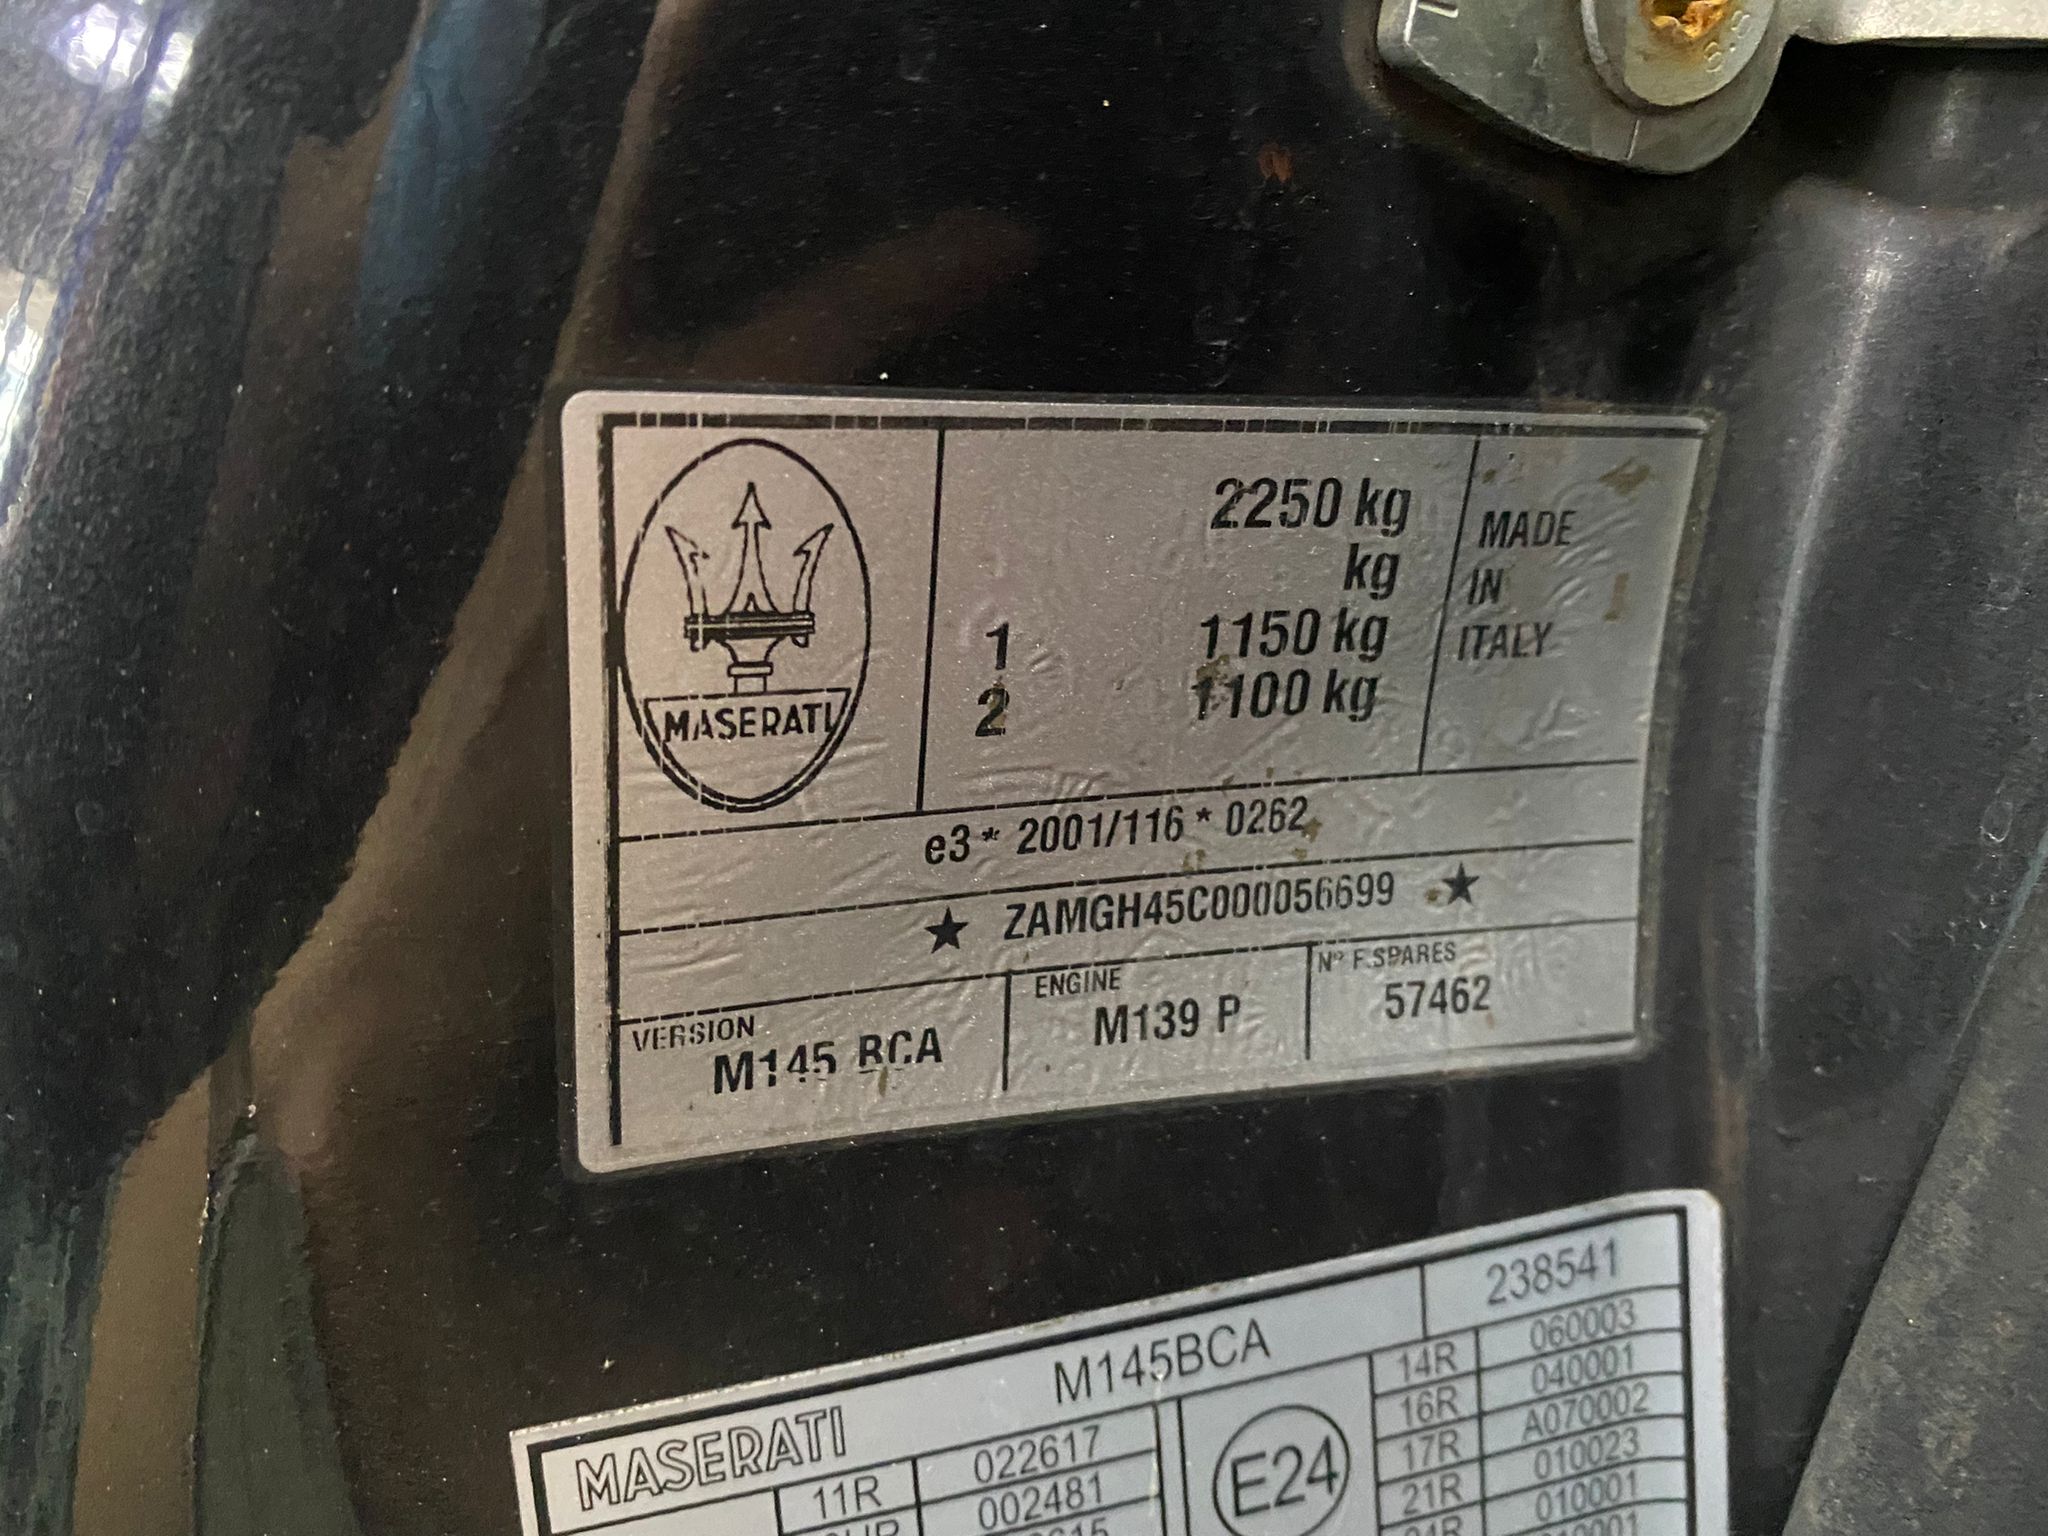 8.8
2250 kg
kg
1 1150 kg
2 1100 kg
MADE
IN
ITALY
MASERATI
e3 * 2001/116 * 0262
★ ZAMGH45C000056699 ★
VERSION
M145 BCA
ENGINE
M139 P
Nº F.SPARES
57462
MASERATI M145BCA 238541
11R 022617
002481
E24
14R 060003
16R 040001
17R A070002
21R 010023
010001